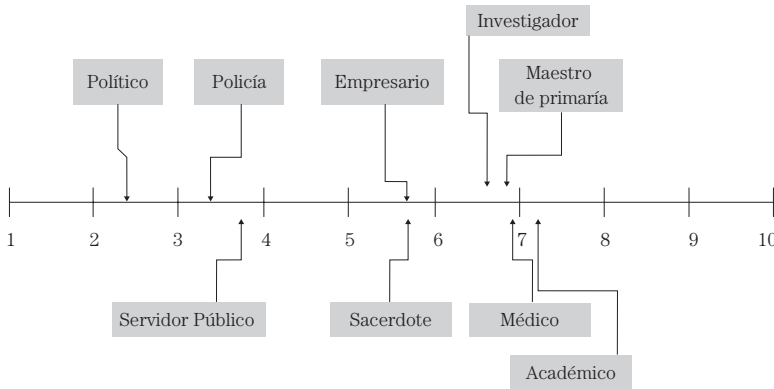 Investigador
Político
Policía
Empresario
Maestro
de primaría
1 2 3 4 5 6 7 8 9 10
Servidor Público
Sacerdote
Médico
Académico